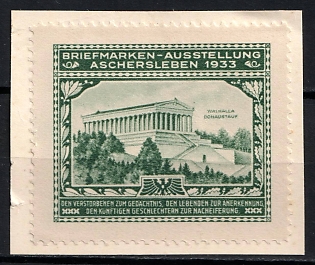 BRIEFMARKEN-AUSSTELLUNG
ASCHERSLEBEN 1933
WALHALLA
DONAUSTAUF
DEN VERSTORBENEN ZUM GEDÄCHTNIS, DEN LEBENDEN ZUR ANERKENNUNG,
DEN KÜNFTIGEN GESCHLECHTERN ZUR NACHEIFERUNG.